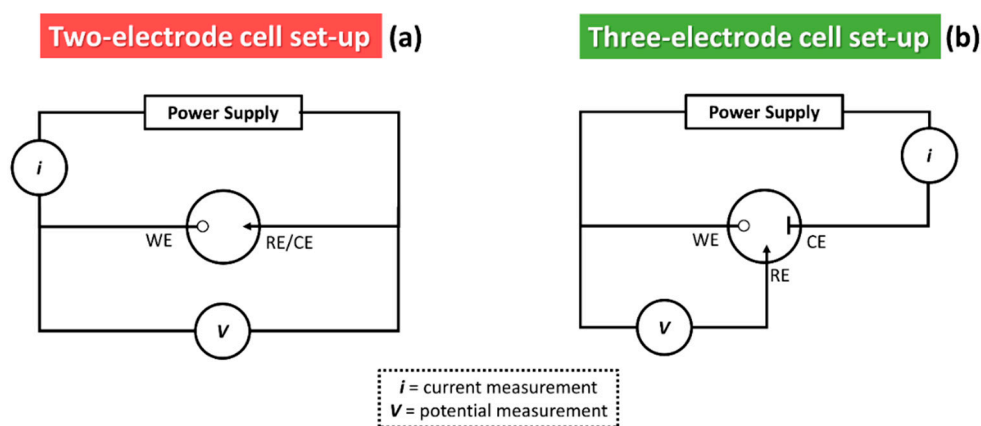 Two-electrode cell set-up (a)
Three-electrode cell set-up (b)
Power Supply
i
WE
RE/CE
V
Power Supply
i
WE
CE
RE
V
i = current measurement
V = potential measurement